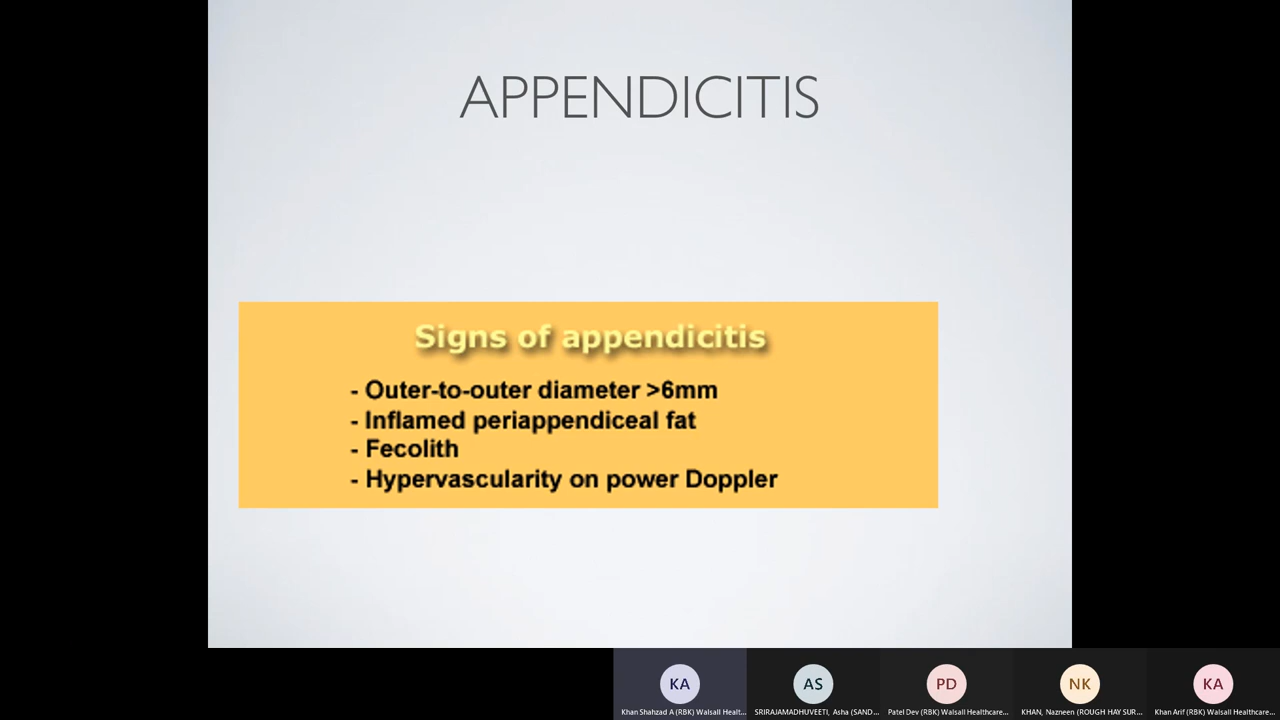 APPENDICITIS
Signs of appendicitis
- Outer-to-outer diameter >6mm
- Inflamed periappendiceal fat
- Fecolith
- Hypervascularity on power Doppler
KA AS PD NK KA
Khan Shahzad A (RBK) Walsall Healt... SRIRAJAMADHUVEETI, Asha (SAND... Patel Dev (RBK) Walsall Healthcare... KHAN, Nazneen (ROUGH HAY SUR... Khan Arif (RBK) Walsall Healthcare...